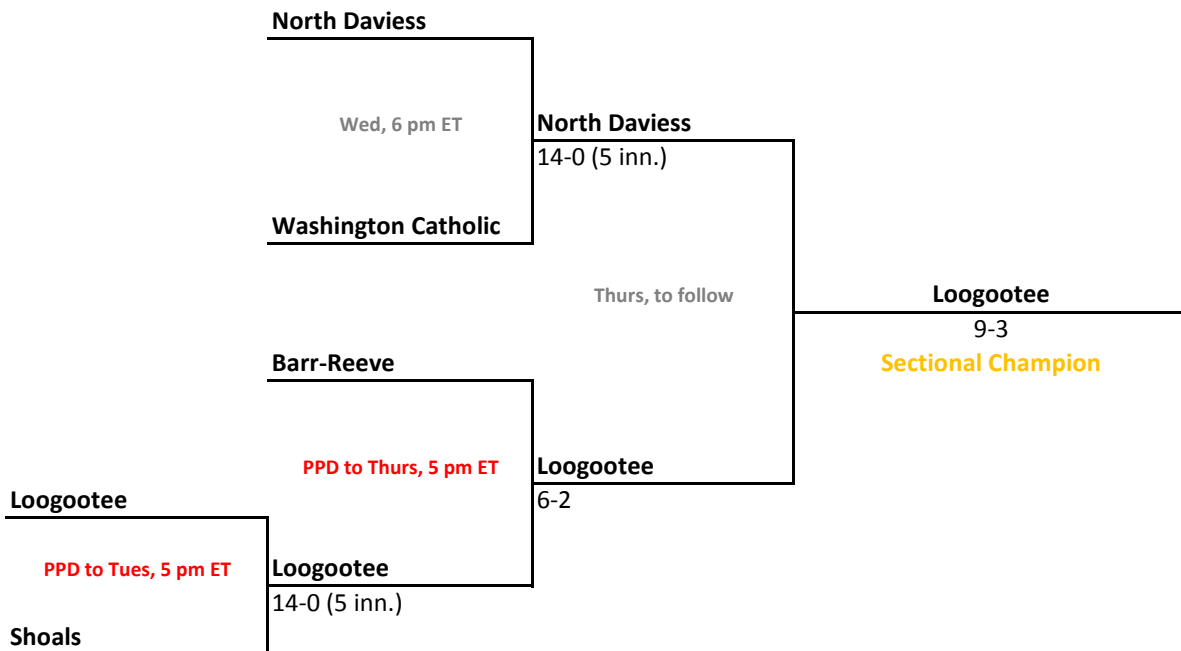 North Daviess
Wed, 6 pm ET
North Daviess
14-0 (5 inn.)
Washington Catholic
Thurs, to follow
Loogootee
9-3
Sectional Champion
Barr-Reeve
PPD to Thurs, 5 pm ET
Loogootee
6-2
Loogootee
PPD to Tues, 5 pm ET
Loogootee
14-0 (5 inn.)
Shoals